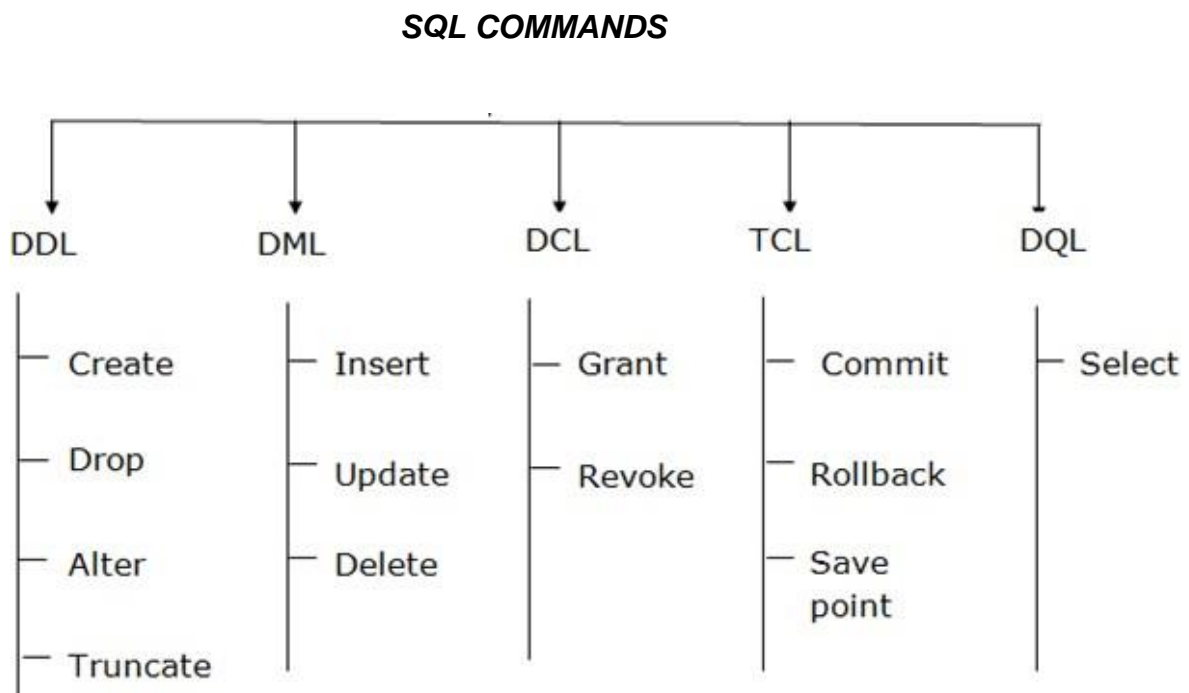 SQL COMMANDS
DDL
DML
DCL
TCL
DQL
Create
Drop
Alter
Truncate
Insert
Update
Delete
Grant
Revoke
Commit
Rollback
Save
point
Select